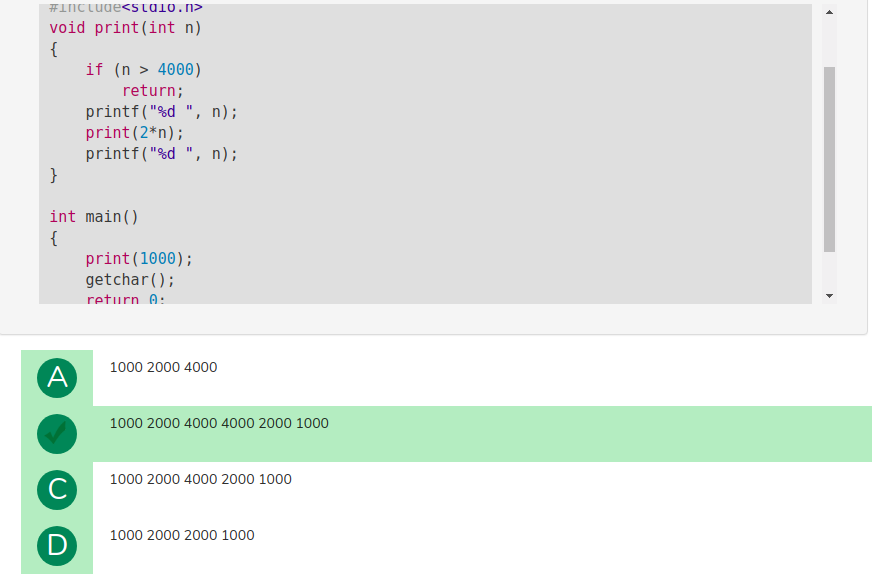 #include<stdio.h>
void print(int n)
{
    if (n > 4000)
        return;
    printf("%d ", n);
    print(2*n);
    printf("%d ", n);
}
int main()
{
    print(1000);
    getchar();
    return 0;
A 1000 2000 4000
1000 2000 4000 4000 2000 1000
C 1000 2000 4000 2000 1000
D 1000 2000 2000 1000